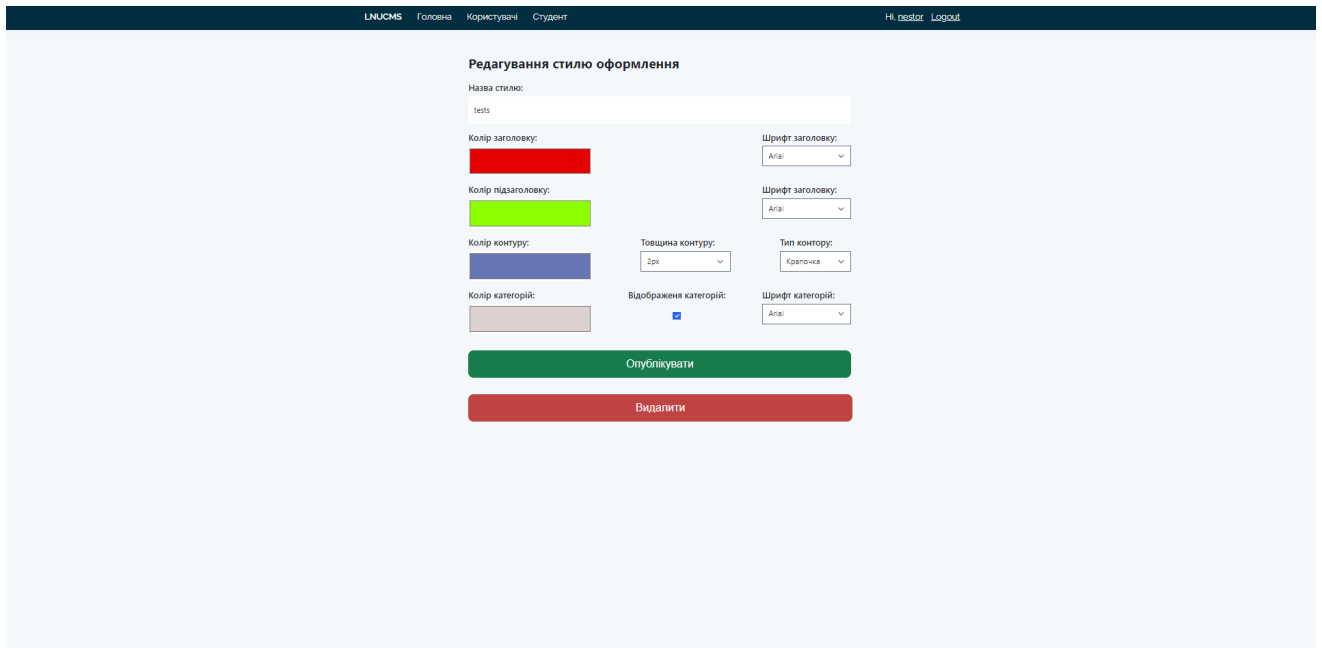 LNUCMS Головна Користувачі Студент Hi, nestor Logout
Редагування стилю оформлення
Назва стилю:
tests
Колір заголовку: Шрифт заголовку:
Arial
Колір підзаголовку: Шрифт заголовку:
Arial
Колір контуру: Товщина контуру: Тип контору:
2px Крапочка
Колір категорій: Відображеня категорій: Шрифт категорій:
Arial
Опублікувати
Видалити